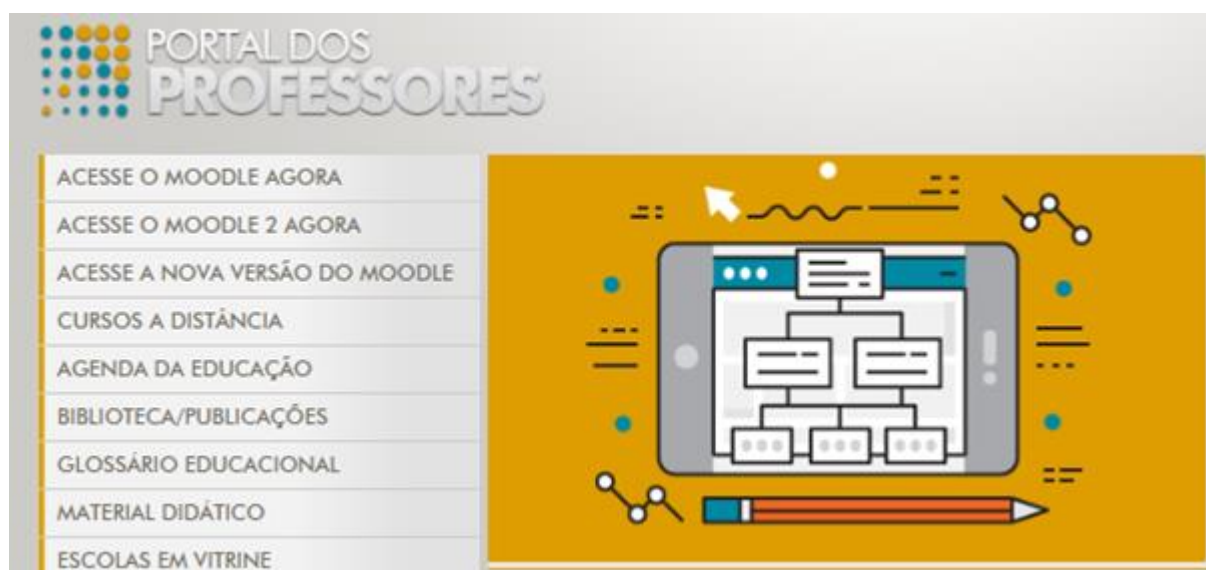 PORTAL DOS
PROFESSORES
ACESSE O MOODLE AGORA
ACESSE O MOODLE 2 AGORA
ACESSE A NOVA VERSÃO DO MOODLE
CURSOS A DISTÂNCIA
AGENDA DA EDUCAÇÃO
BIBLIOTECA/PUBLICAÇÕES
GLOSSÁRIO EDUCACIONAL
MATERIAL DIDÁTICO
ESCOLAS EM VITRINE